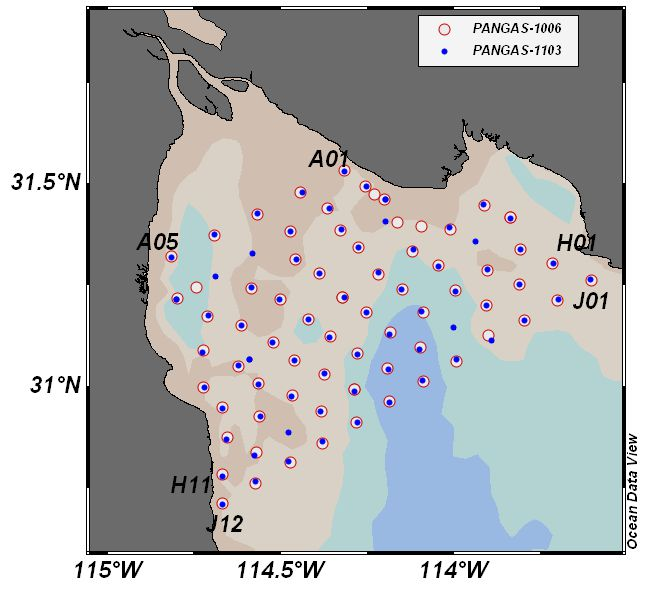 PANGAS-1006
PANGAS-1103
A01
31.5°N
A05
H01
J01
31°N
H11
J12
Ocean Data View
115°W
114.5°W
114°W